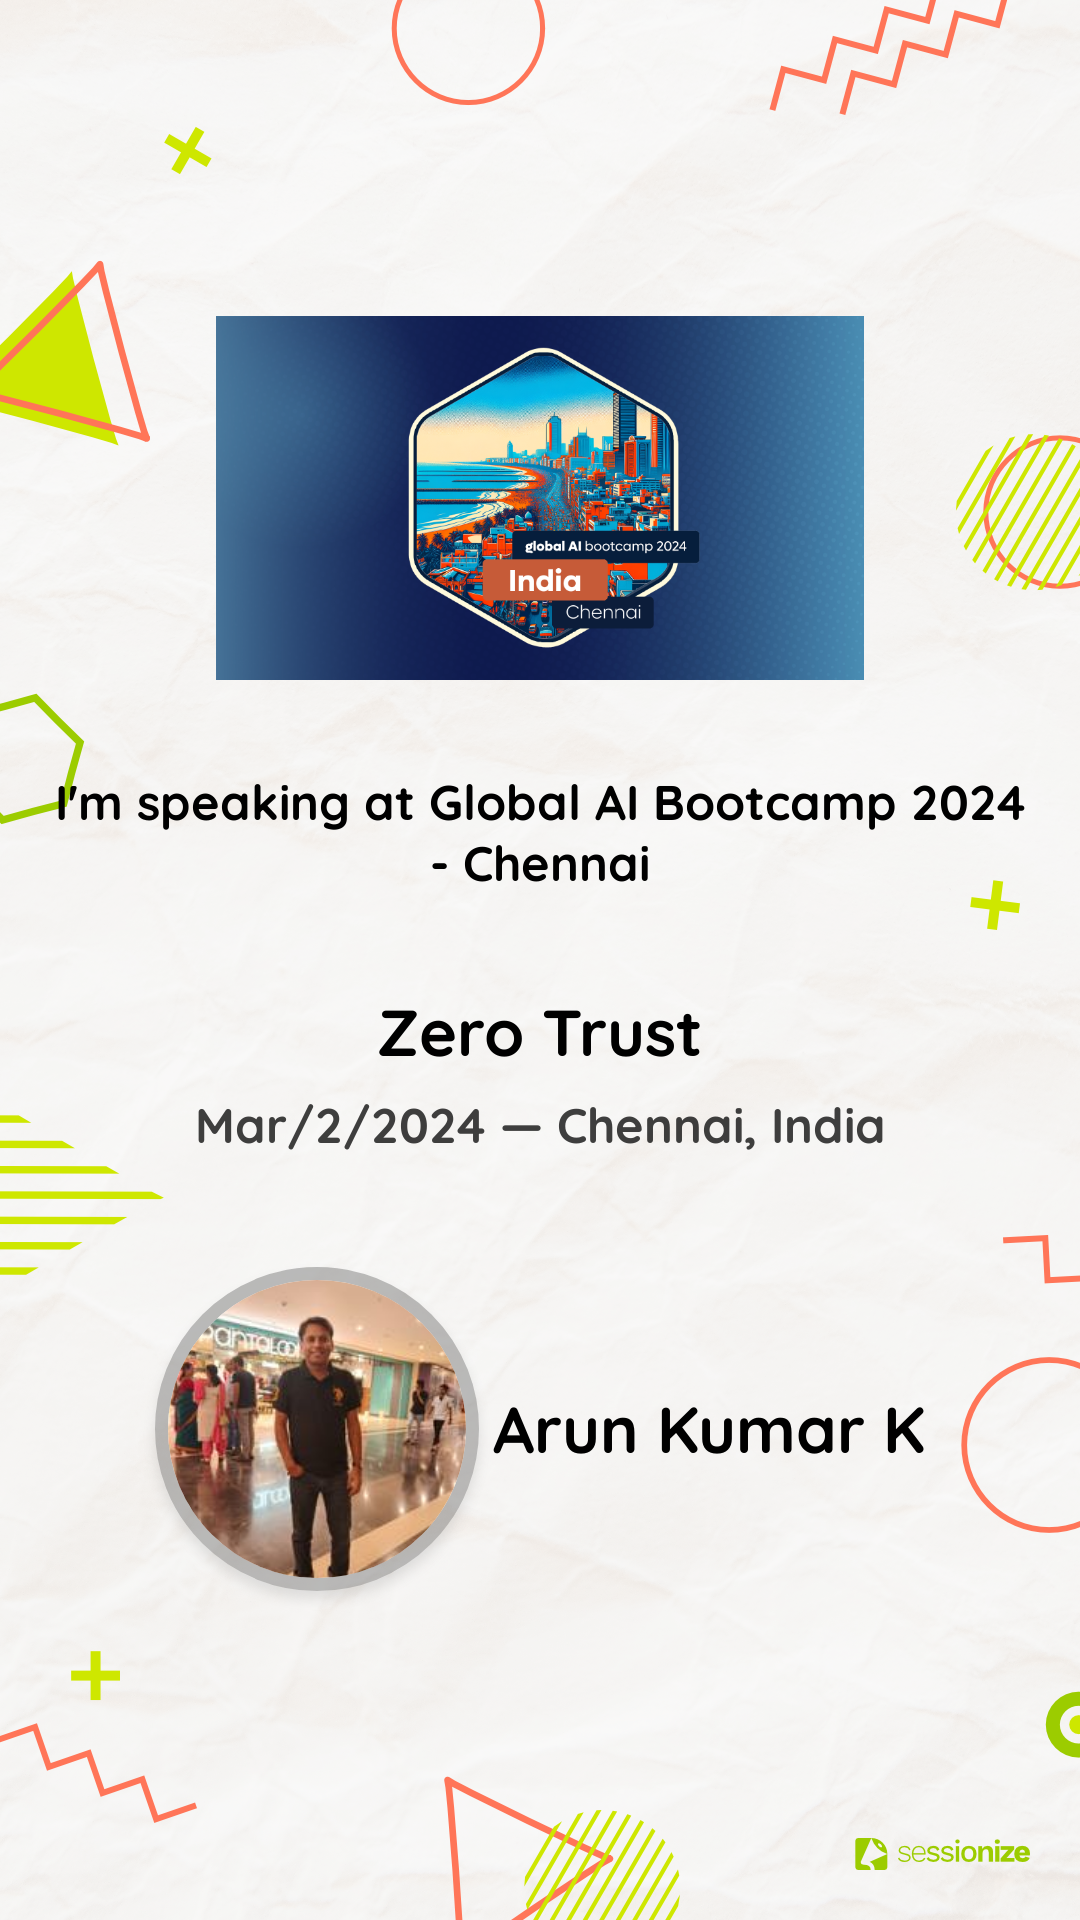 global AI bootcamp 2024
India
Chennai
I'm speaking at Global AI Bootcamp 2024
- Chennai
Zero Trust
Mar/2/2024 — Chennai, India
Arun Kumar K
sessionize